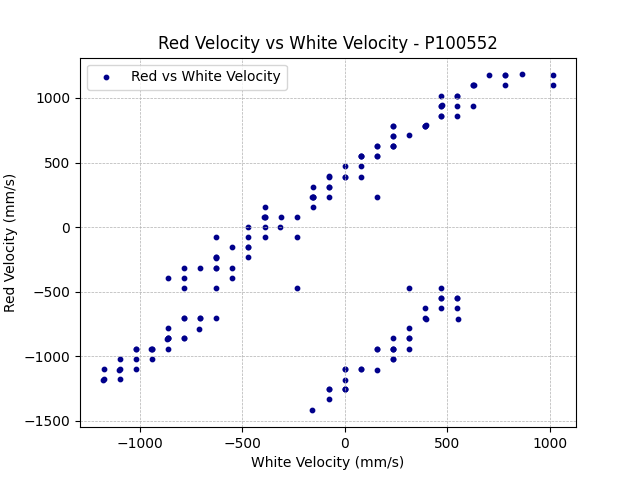 Red Velocity vs White Velocity - P100552
Red vs White Velocity
Red Velocity (mm/s)
1000
500
0
−500
−1000
−1500
−1000
−500
0
500
1000
White Velocity (mm/s)